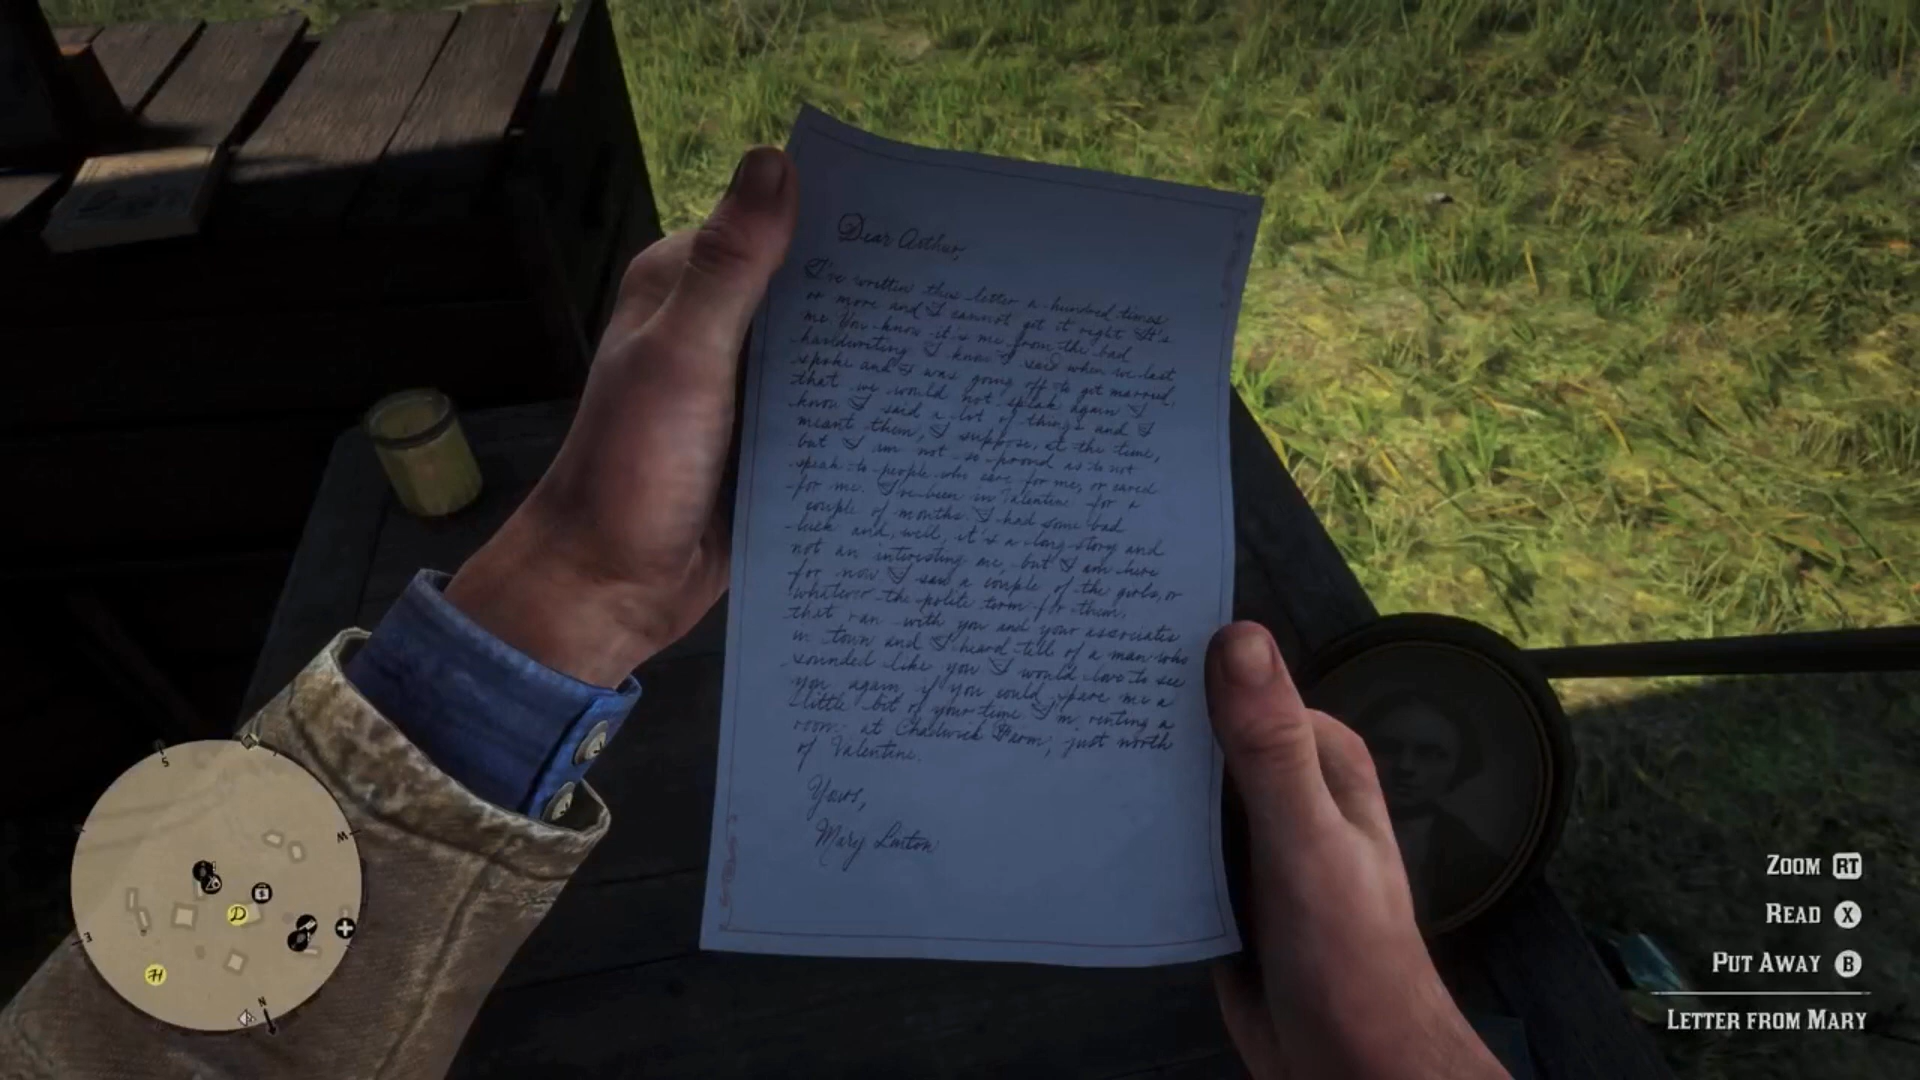 Dear Arthur,
I've written this letter a hundred times
or more and I cannot get it right It's
me. You know it is me from the bad
handwriting I know I said when we last
spoke and I was going off to get married,
that we would not speak again I
know I said a lot of things and I
meant them, I suppose, at the time,
but I am not so proud as to not
speak to people who care for me, or cared
for me. I've been in Valentine for a
couple of months. I had some bad
luck and, well, it's a long story and
not an interesting one, but I am here
for now I saw a couple of the girls, or
whatever the polite term for them,
that ran with you and your associates
in town and I heard tell of a man who
sounded like you I would love to see
you again if you could spare me a
little bit of your time I'm renting a
room at Chadwick Farm, just north
of Valentine.
Yours,
Mary Linton
S
W
E
N
D
H
ZOOM RT
READ X
PUT AWAY B
LETTER FROM MARY